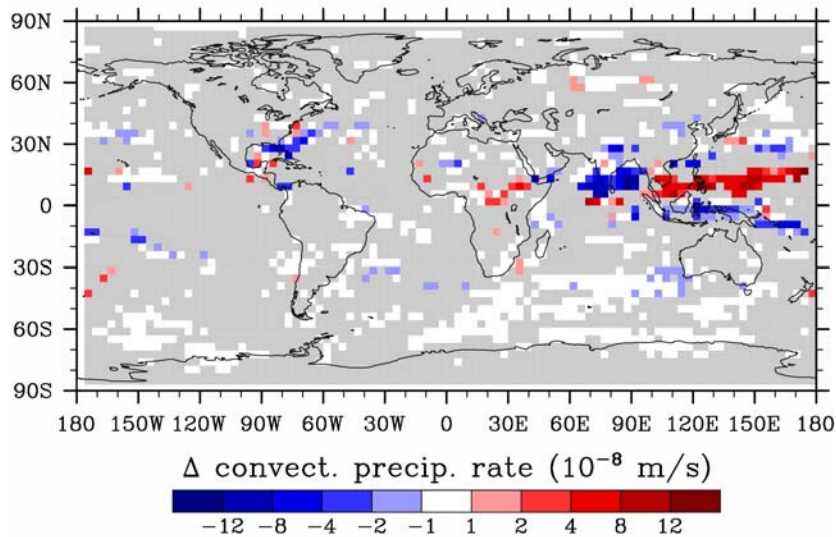 90N
60N
30N
0
30S
60S
90S
180 150W 120W 90W 60W 30W 0 30E 60E 90E 120E 150E 180
Δ convect. precip. rate (10⁻⁸ m/s)
−12 −8 −4 −2 −1 1 2 4 8 12